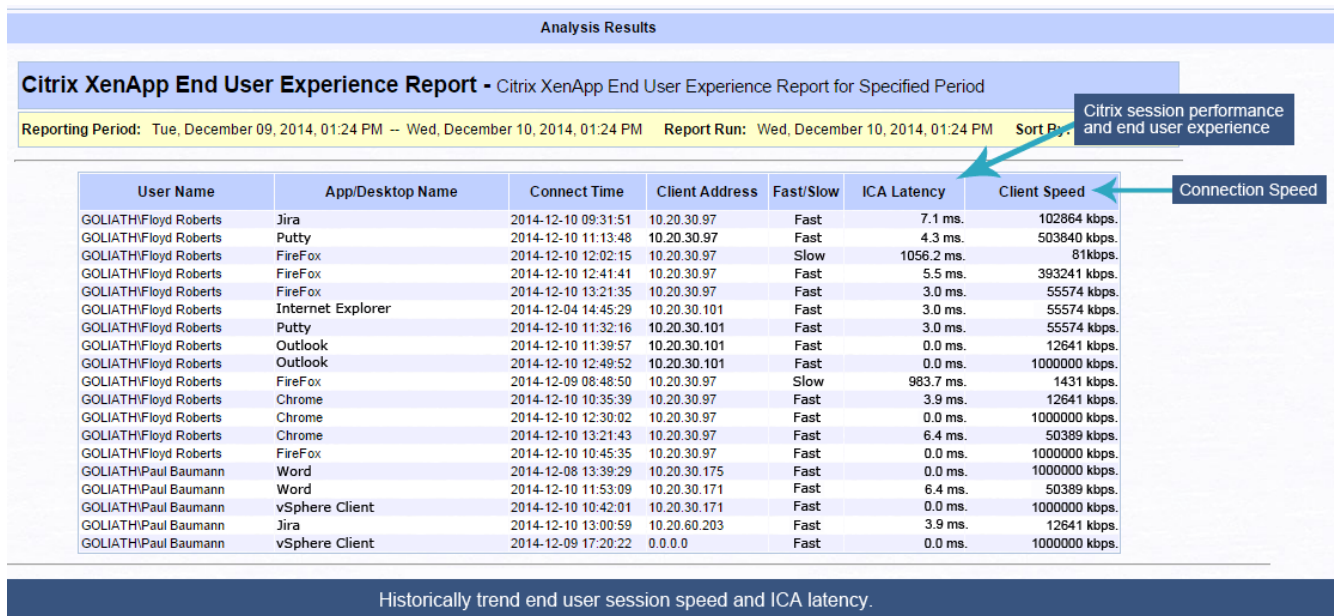 Analysis Results
Citrix XenApp End User Experience Report - Citrix XenApp End User Experience Report for Specified Period
Citrix session performance
and end user experience
Reporting Period: Tue, December 09, 2014, 01:24 PM -- Wed, December 10, 2014, 01:24 PM Report Run: Wed, December 10, 2014, 01:24 PM Sort By:
User Name App/Desktop Name Connect Time Client Address Fast/Slow ICA Latency Client Speed
Connection Speed
GOLIATH\Floyd Roberts Jira 2014-12-10 09:31:51 10.20.30.97 Fast 7.1 ms. 102864 kbps.
GOLIATH\Floyd Roberts Putty 2014-12-10 11:13:48 10.20.30.97 Fast 4.3 ms. 503840 kbps.
GOLIATH\Floyd Roberts FireFox 2014-12-10 12:02:15 10.20.30.97 Slow 1056.2 ms. 81kbps.
GOLIATH\Floyd Roberts FireFox 2014-12-10 12:41:41 10.20.30.97 Fast 5.5 ms. 393241 kbps.
GOLIATH\Floyd Roberts FireFox 2014-12-10 13:21:35 10.20.30.97 Fast 3.0 ms. 55574 kbps.
GOLIATH\Floyd Roberts Internet Explorer 2014-12-04 14:45:29 10.20.30.101 Fast 3.0 ms. 55574 kbps.
GOLIATH\Floyd Roberts Putty 2014-12-10 11:32:16 10.20.30.101 Fast 3.0 ms. 55574 kbps.
GOLIATH\Floyd Roberts Outlook 2014-12-10 11:39:57 10.20.30.101 Fast 0.0 ms. 12641 kbps.
GOLIATH\Floyd Roberts Outlook 2014-12-10 12:49:52 10.20.30.101 Fast 0.0 ms. 1000000 kbps.
GOLIATH\Floyd Roberts FireFox 2014-12-09 08:48:50 10.20.30.97 Slow 983.7 ms. 1431 kbps.
GOLIATH\Floyd Roberts Chrome 2014-12-10 10:35:39 10.20.30.97 Fast 3.9 ms. 12641 kbps.
GOLIATH\Floyd Roberts Chrome 2014-12-10 12:30:02 10.20.30.97 Fast 0.0 ms. 1000000 kbps.
GOLIATH\Floyd Roberts Chrome 2014-12-10 13:21:43 10.20.30.97 Fast 6.4 ms. 50389 kbps.
GOLIATH\Floyd Roberts FireFox 2014-12-10 10:45:35 10.20.30.97 Fast 0.0 ms. 1000000 kbps.
GOLIATH\Paul Baumann Word 2014-12-08 13:39:29 10.20.30.175 Fast 0.0 ms. 1000000 kbps.
GOLIATH\Paul Baumann Word 2014-12-10 11:53:09 10.20.30.171 Fast 6.4 ms. 50389 kbps.
GOLIATH\Paul Baumann vSphere Client 2014-12-10 10:42:01 10.20.30.171 Fast 0.0 ms. 1000000 kbps.
GOLIATH\Paul Baumann Jira 2014-12-10 13:00:59 10.20.60.203 Fast 3.9 ms. 12641 kbps.
GOLIATH\Paul Baumann vSphere Client 2014-12-09 17:20:22 0.0.0.0 Fast 0.0 ms. 1000000 kbps.
Historically trend end user session speed and ICA latency.